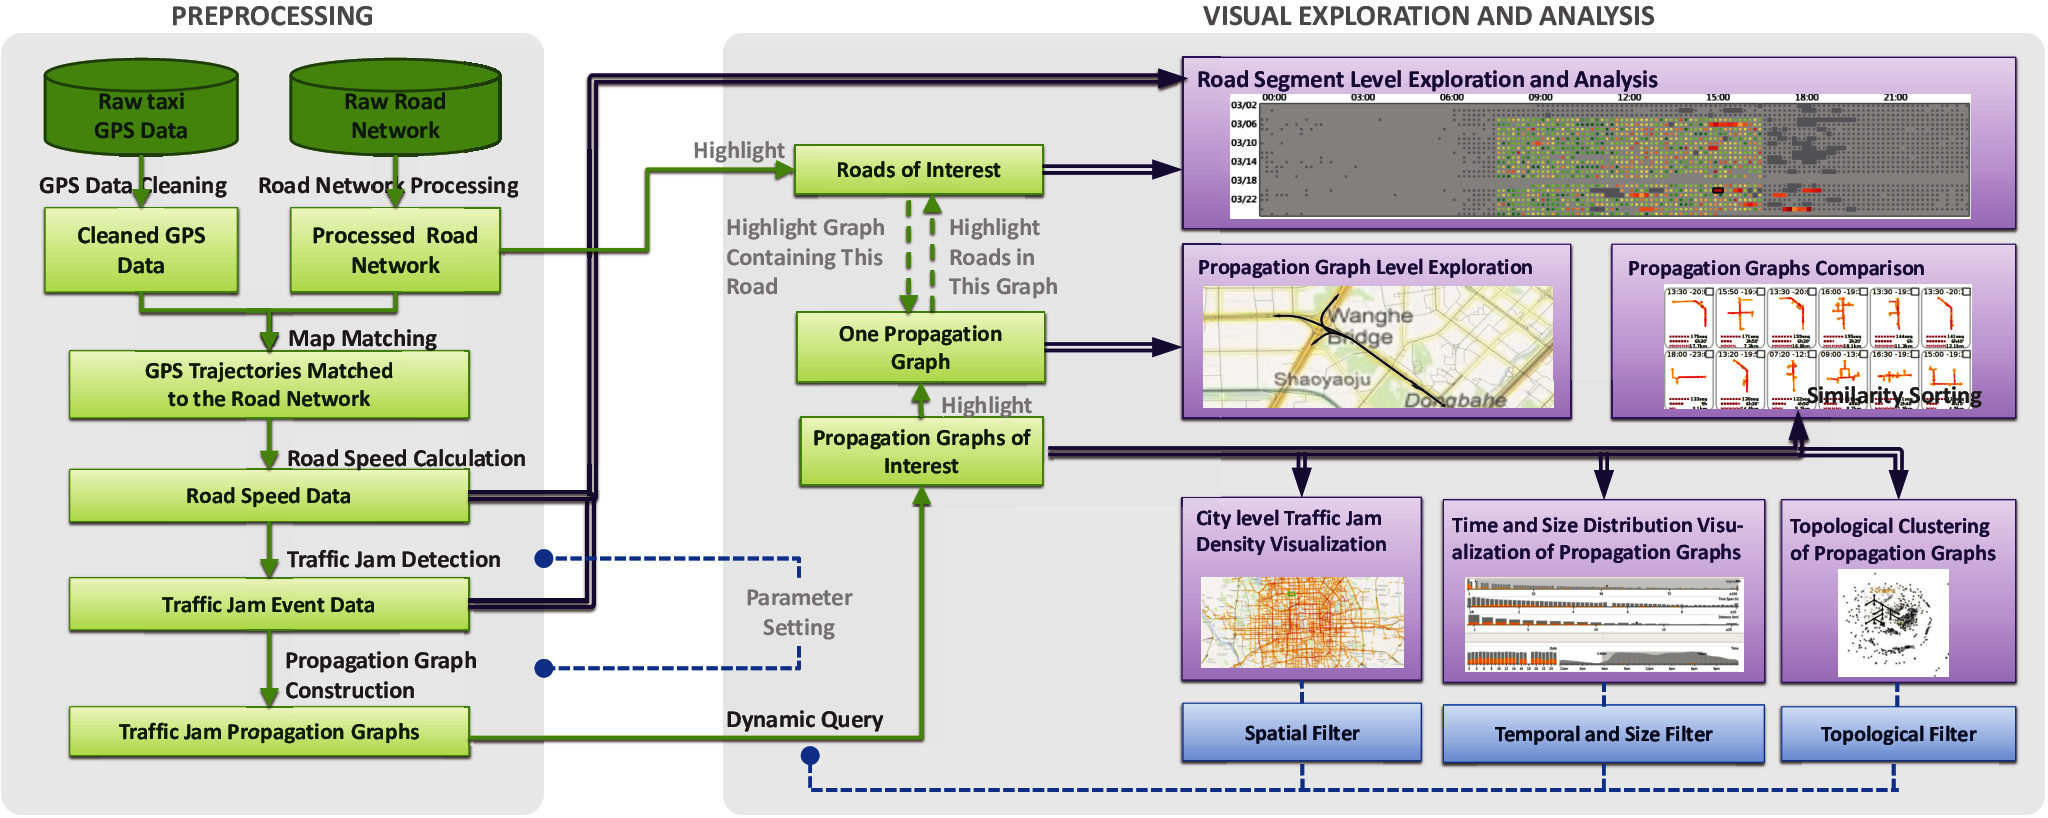 PREPROCESSING
VISUAL EXPLORATION AND ANALYSIS
Raw taxi
GPS Data
Raw Road
Network
GPS Data Cleaning
Road Network Processing
Cleaned GPS
Data
Processed Road
Network
Map Matching
GPS Trajectories Matched
to the Road Network
Road Speed Calculation
Road Speed Data
Traffic Jam Detection
Traffic Jam Event Data
Propagation Graph
Construction
Traffic Jam Propagation Graphs
Parameter
Setting
Dynamic Query
Highlight
Roads of Interest
Highlight Graph
Containing This
Road
Highlight
Roads in
This Graph
One Propagation
Graph
Highlight
Propagation Graphs of
Interest
Road Segment Level Exploration and Analysis
00:00 03:00 06:00 09:00 12:00 15:00 18:00 21:00
03/02
03/06
03/10
03/14
03/18
03/22
Propagation Graph Level Exploration
Wanghe
Bridge
Shaoyaoju
Dongbahe
Propagation Graphs Comparison
Similarity Sorting
City level Traffic Jam
Density Visualization
Time and Size Distribution Visu-
alization of Propagation Graphs
Topological Clustering
of Propagation Graphs
Spatial Filter
Temporal and Size Filter
Topological Filter